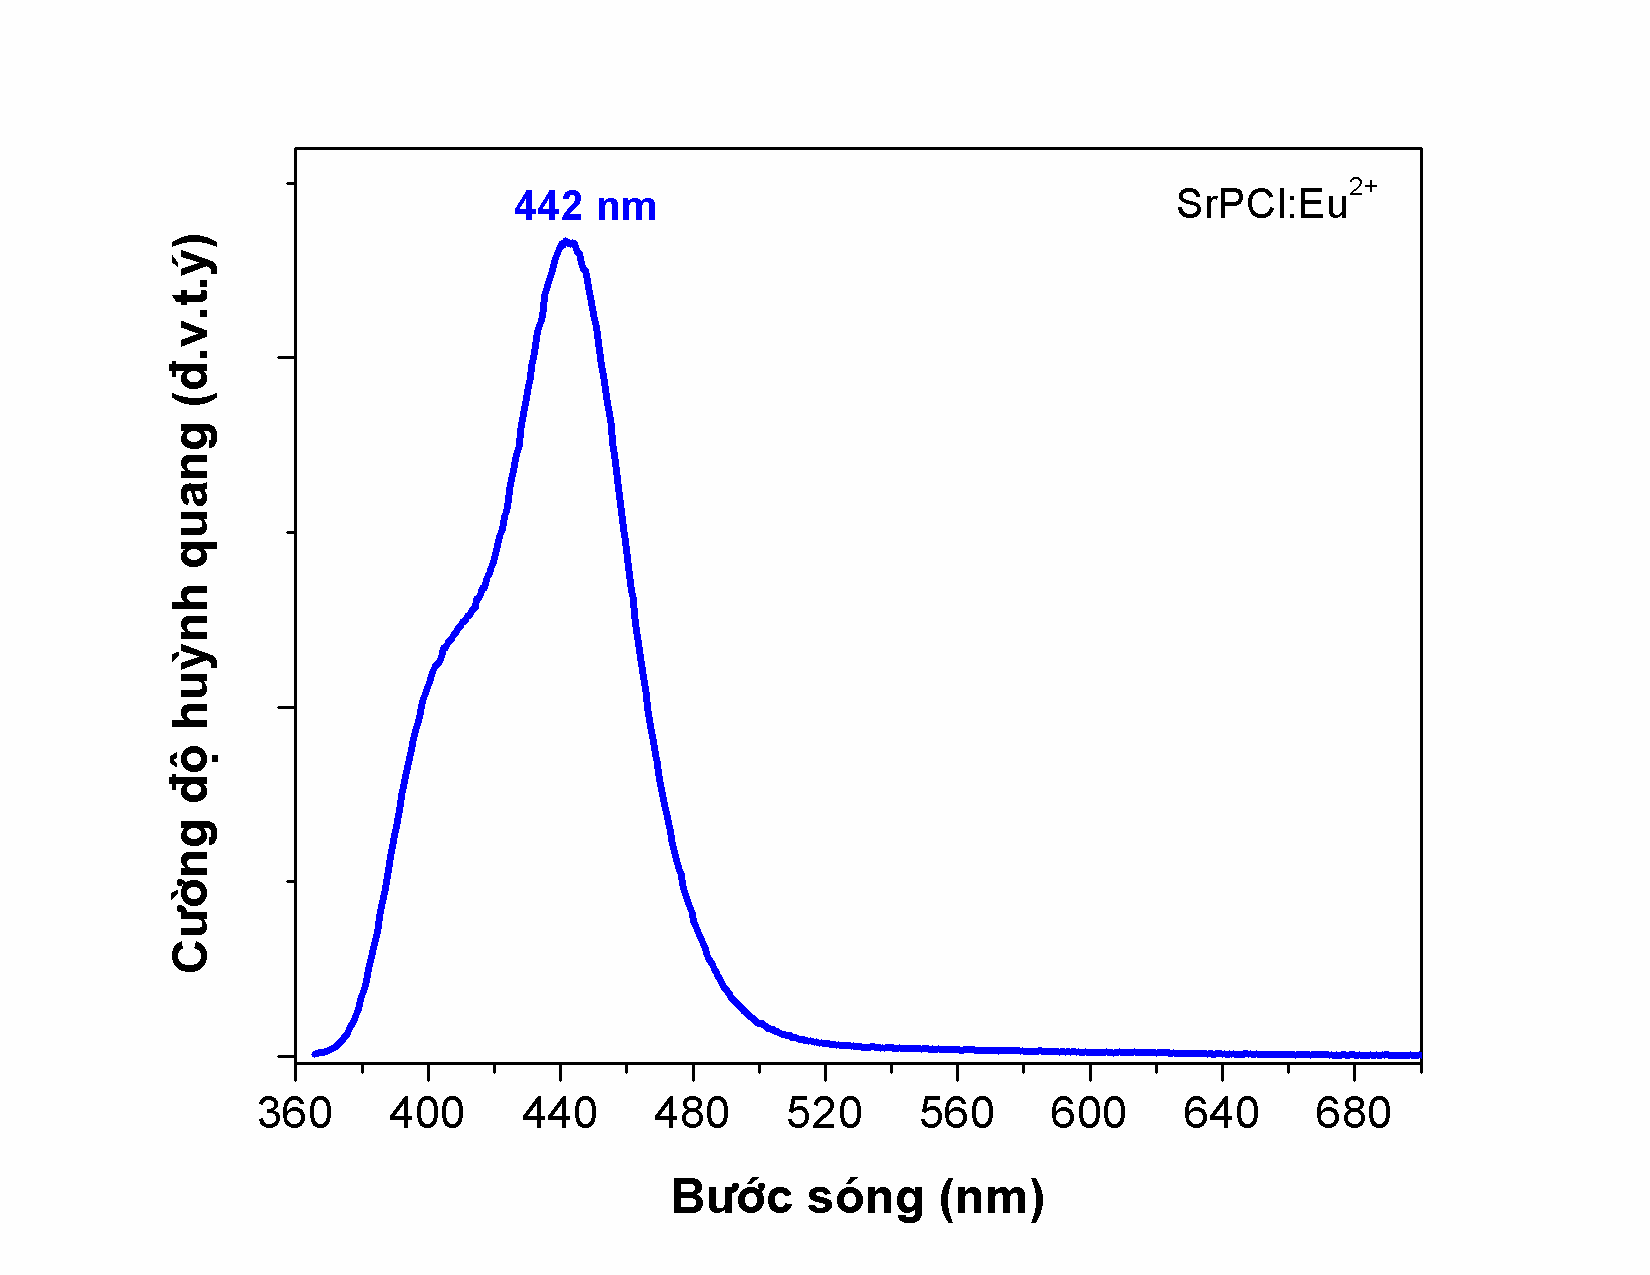 442 nm
SrPCl:Eu²⁺
Cường độ huỳnh quang (đ.v.t.ý)
360 400 440 480 520 560 600 640 680
Bước sóng (nm)